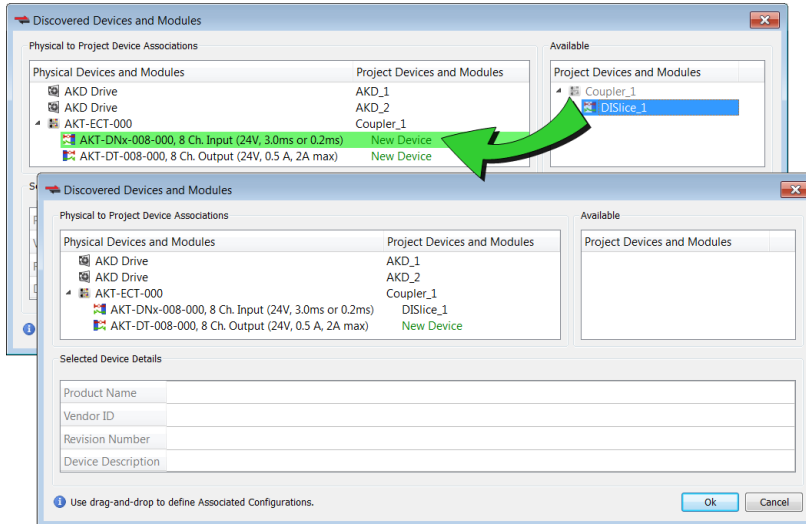 Discovered Devices and Modules
Physical to Project Device Associations
Available
Physical Devices and Modules Project Devices and Modules
Project Devices and Modules
AKD Drive AKD_1
Coupler_1
AKD Drive AKD_2
DISlice_1
AKT-ECT-000 Coupler_1
AKT-DNx-008-000, 8 Ch. Input (24V, 3.0ms or 0.2ms) New Device
AKT-DT-008-000, 8 Ch. Output (24V, 0.5 A, 2A max) New Device
Discovered Devices and Modules
Physical to Project Device Associations
Available
Physical Devices and Modules Project Devices and Modules
Project Devices and Modules
AKD Drive AKD_1
AKD Drive AKD_2
AKT-ECT-000 Coupler_1
AKT-DNx-008-000, 8 Ch. Input (24V, 3.0ms or 0.2ms) DISlice_1
AKT-DT-008-000, 8 Ch. Output (24V, 0.5 A, 2A max) New Device
Selected Device Details
Product Name
Vendor ID
Revision Number
Device Description
Use drag-and-drop to define Associated Configurations.
Ok
Cancel